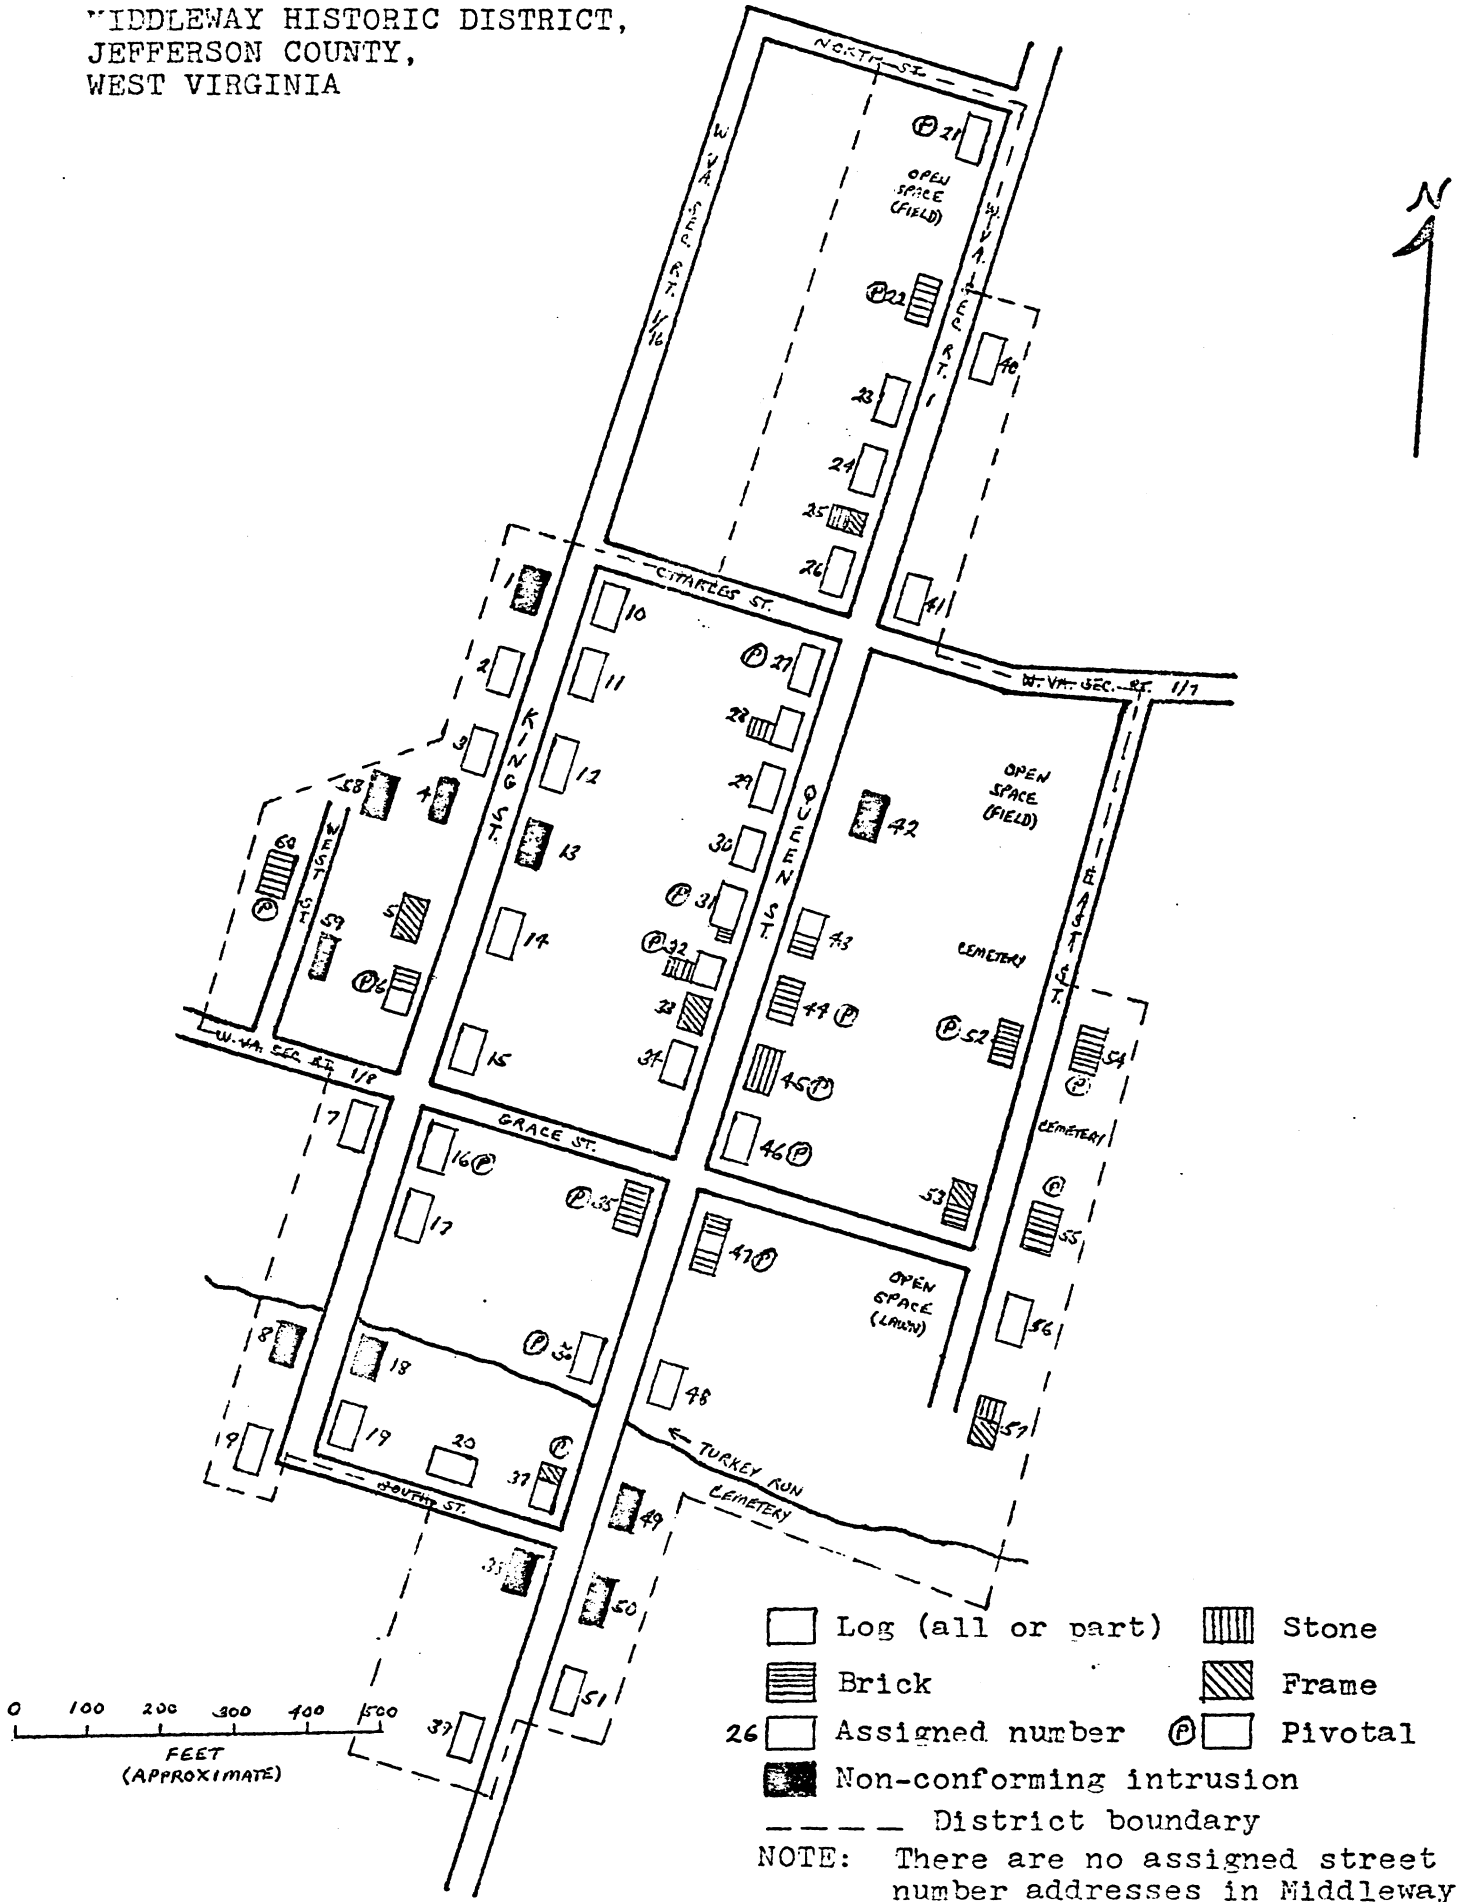 MIDDLEWAY HISTORIC DISTRICT,
JEFFERSON COUNTY,
WEST VIRGINIA
NORTH ST.
W. VA. SEC. RT. 1/16
P 21
OPEN
SPACE
(FIELD)
N
W. VA. SEC. RT. 1
P 22
40
23
24
25
26
CHARLES ST.
1
10
41
2
11
P 27
W. VA. SEC. RT. 1/7
KING ST.
28
3
12
29
QUEEN ST.
OPEN
SPACE
(FIELD)
58
4
42
60
P
WEST ST.
13
30
EAST ST.
5
P 31
59
14
P 32
43
CEMETERY
P 6
33
44 P
P 52
54
P
W. VA. SEC. RT. 1/8
15
34
45 P
CEMETERY
7
GRACE ST.
16 P
46 P
53
P
55
17
P 35
47 P
OPEN
SPACE
(LAWN)
56
8
18
P 36
48
57
9
19
20
P
37
← TURKEY RUN
CEMETERY
SOUTH ST.
49
38
50
51
39
0 100 200 300 400 500
FEET
(APPROXIMATE)
Log (all or part)
Stone
Brick
Frame
26 Assigned number
P Pivotal
Non-conforming intrusion
District boundary
NOTE: There are no assigned street
number addresses in Middleway